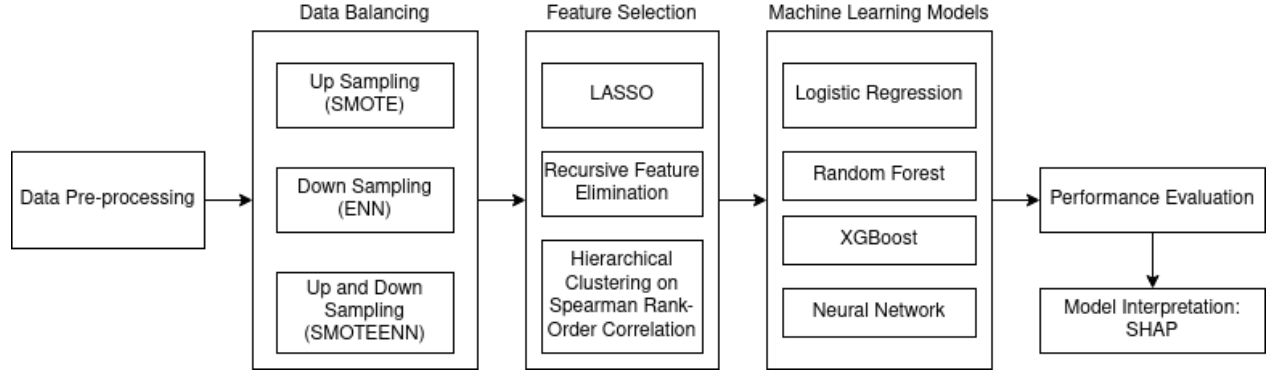 Data Balancing
Feature Selection
Machine Learning Models
Data Pre-processing
Up Sampling
(SMOTE)
Down Sampling
(ENN)
Up and Down
Sampling
(SMOTEENN)
LASSO
Recursive Feature
Elimination
Hierarchical
Clustering on
Spearman Rank-
Order Correlation
Logistic Regression
Random Forest
XGBoost
Neural Network
Performance Evaluation
Model Interpretation:
SHAP